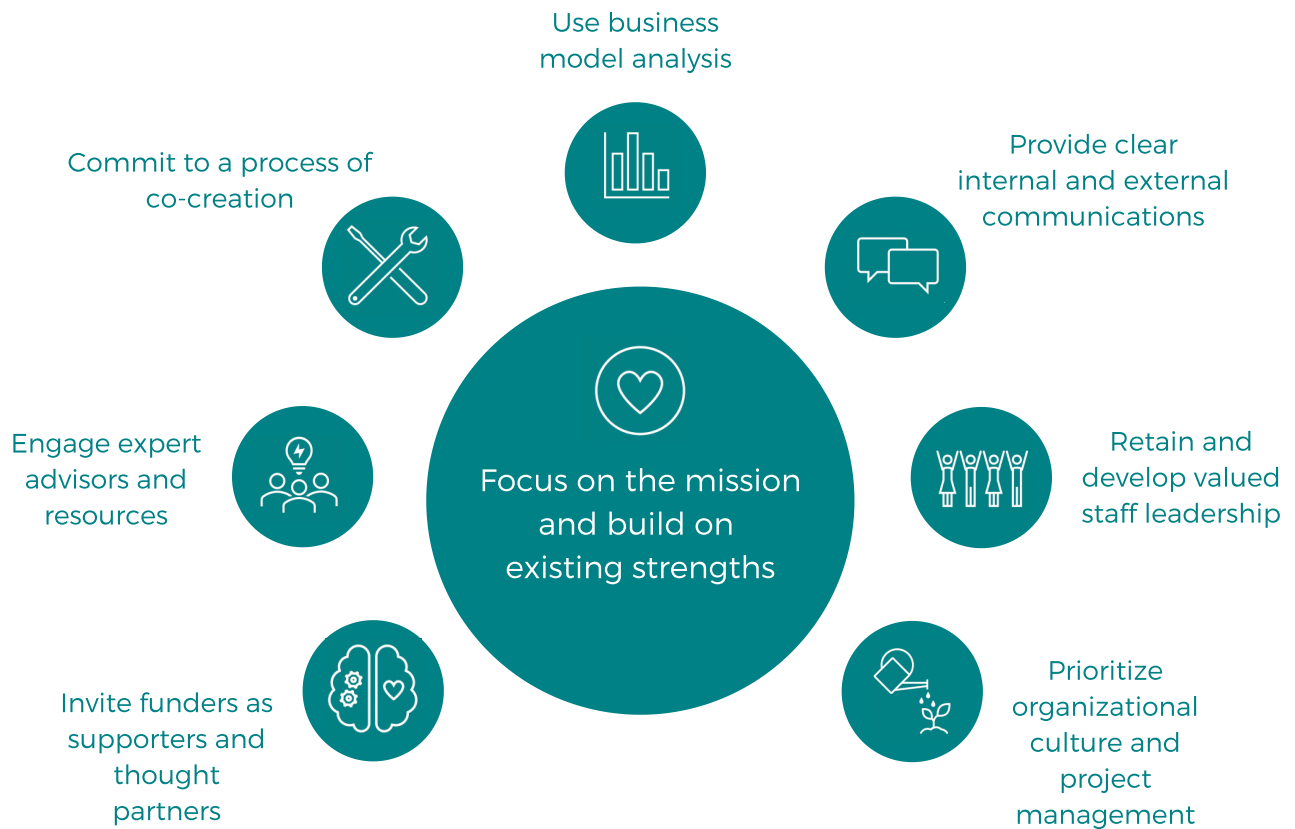 Use business
model analysis
Provide clear
internal and external
communications
Commit to a process of
co-creation
Retain and
develop valued
staff leadership
Engage expert
advisors and
resources
Focus on the mission
and build on
existing strengths
Prioritize
organizational
culture and
project
management
Invite funders as
supporters and
thought
partners